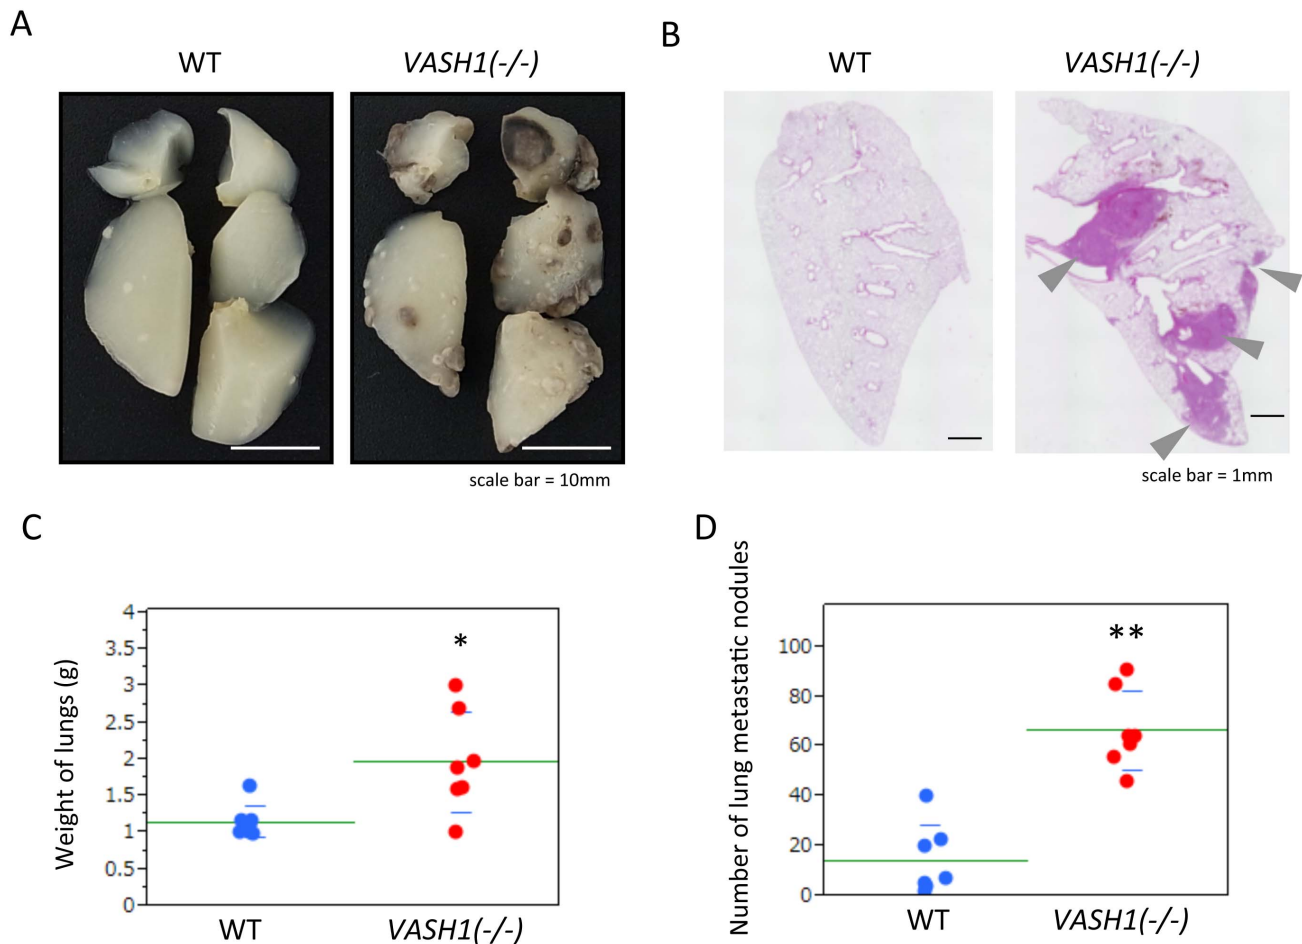 A
WT
VASH1(-/-)
scale bar = 10mm
B
WT
VASH1(-/-)
scale bar = 1mm
C
Weight of lungs (g)
4
3.5
3
2.5
2
1.5
1
0.5
0
*
WT
VASH1(-/-)
D
Number of lung metastatic nodules
100
80
60
40
20
0
**
WT
VASH1(-/-)